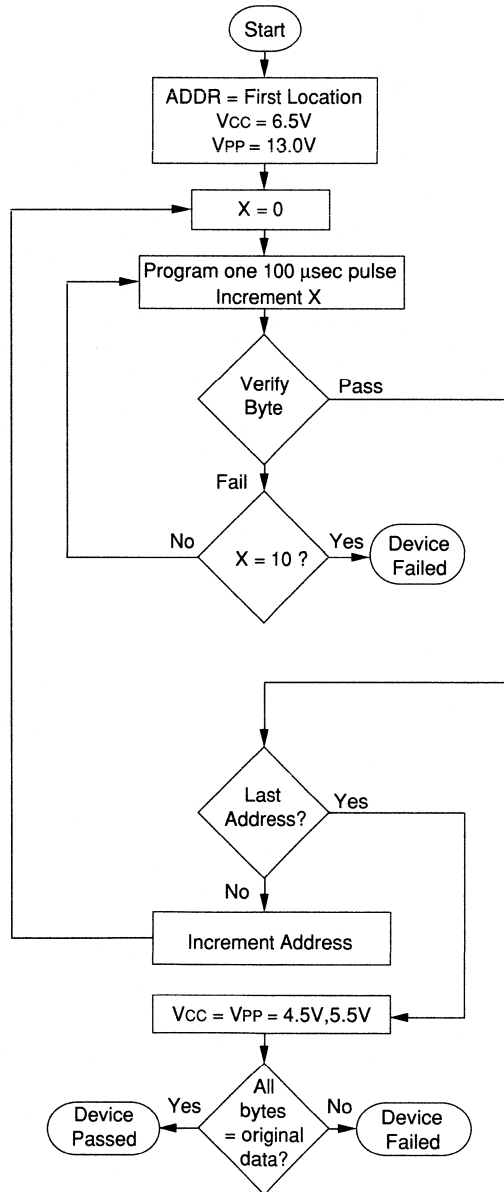 Start
ADDR = First Location
VCC = 6.5V
VPP = 13.0V
X = 0
Program one 100 μsec pulse
Increment X
Verify
Byte
Pass
Fail
No
X = 10 ?
Yes
Device
Failed
Last
Address?
Yes
No
Increment Address
VCC = VPP = 4.5V,5.5V
All
bytes
= original
data?
Yes
Device
Passed
No
Device
Failed